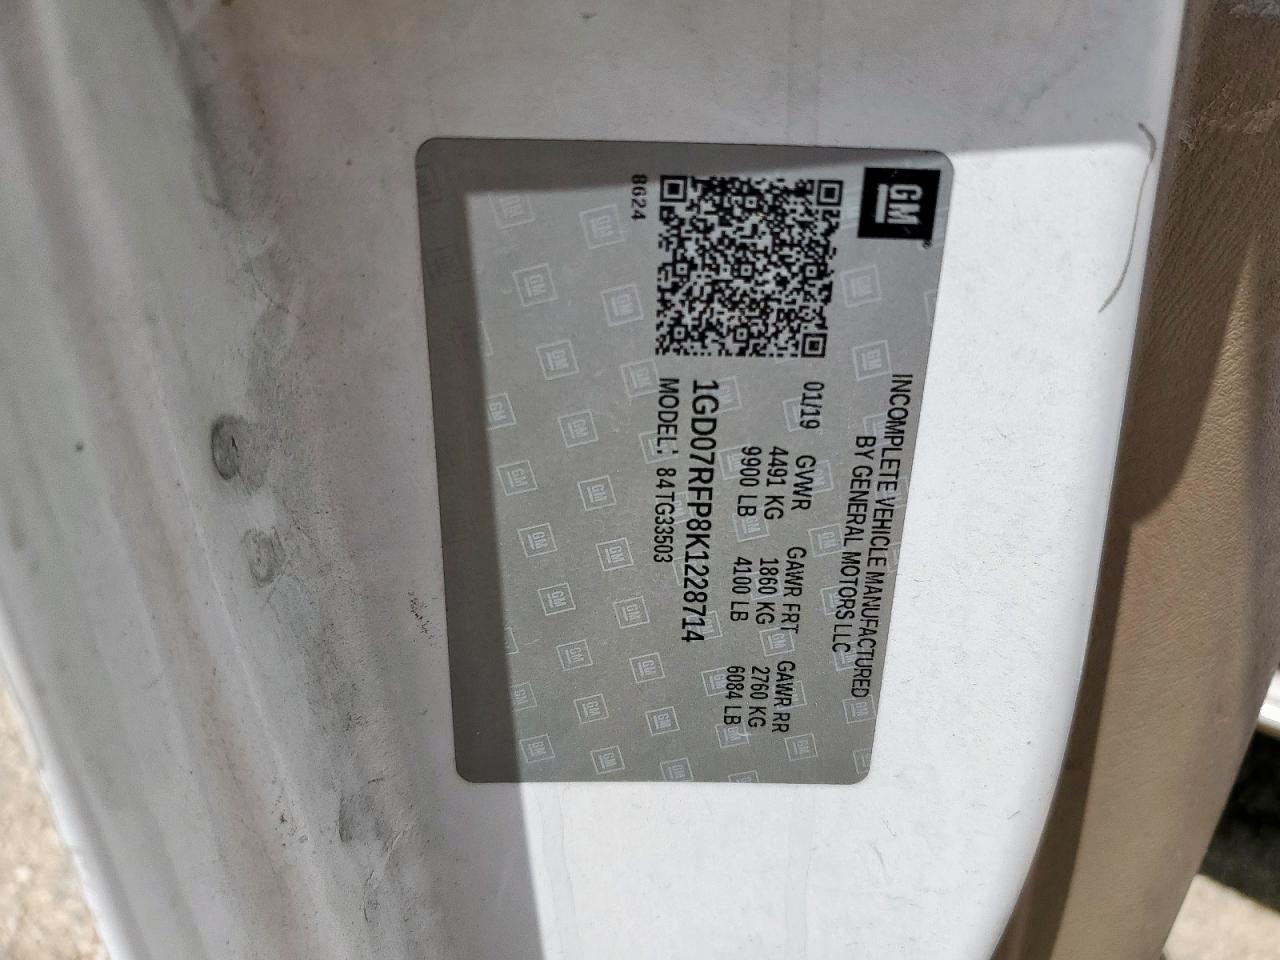 GM
INCOMPLETE VEHICLE MANUFACTURED
BY GENERAL MOTORS LLC
01/19 GVWR GAWR FRT GAWR RR
4491 KG 1860 KG 2760 KG
9900 LB 4100 LB 6084 LB
1GD07RFP8K1228714
MODEL: 84TG33503
8624